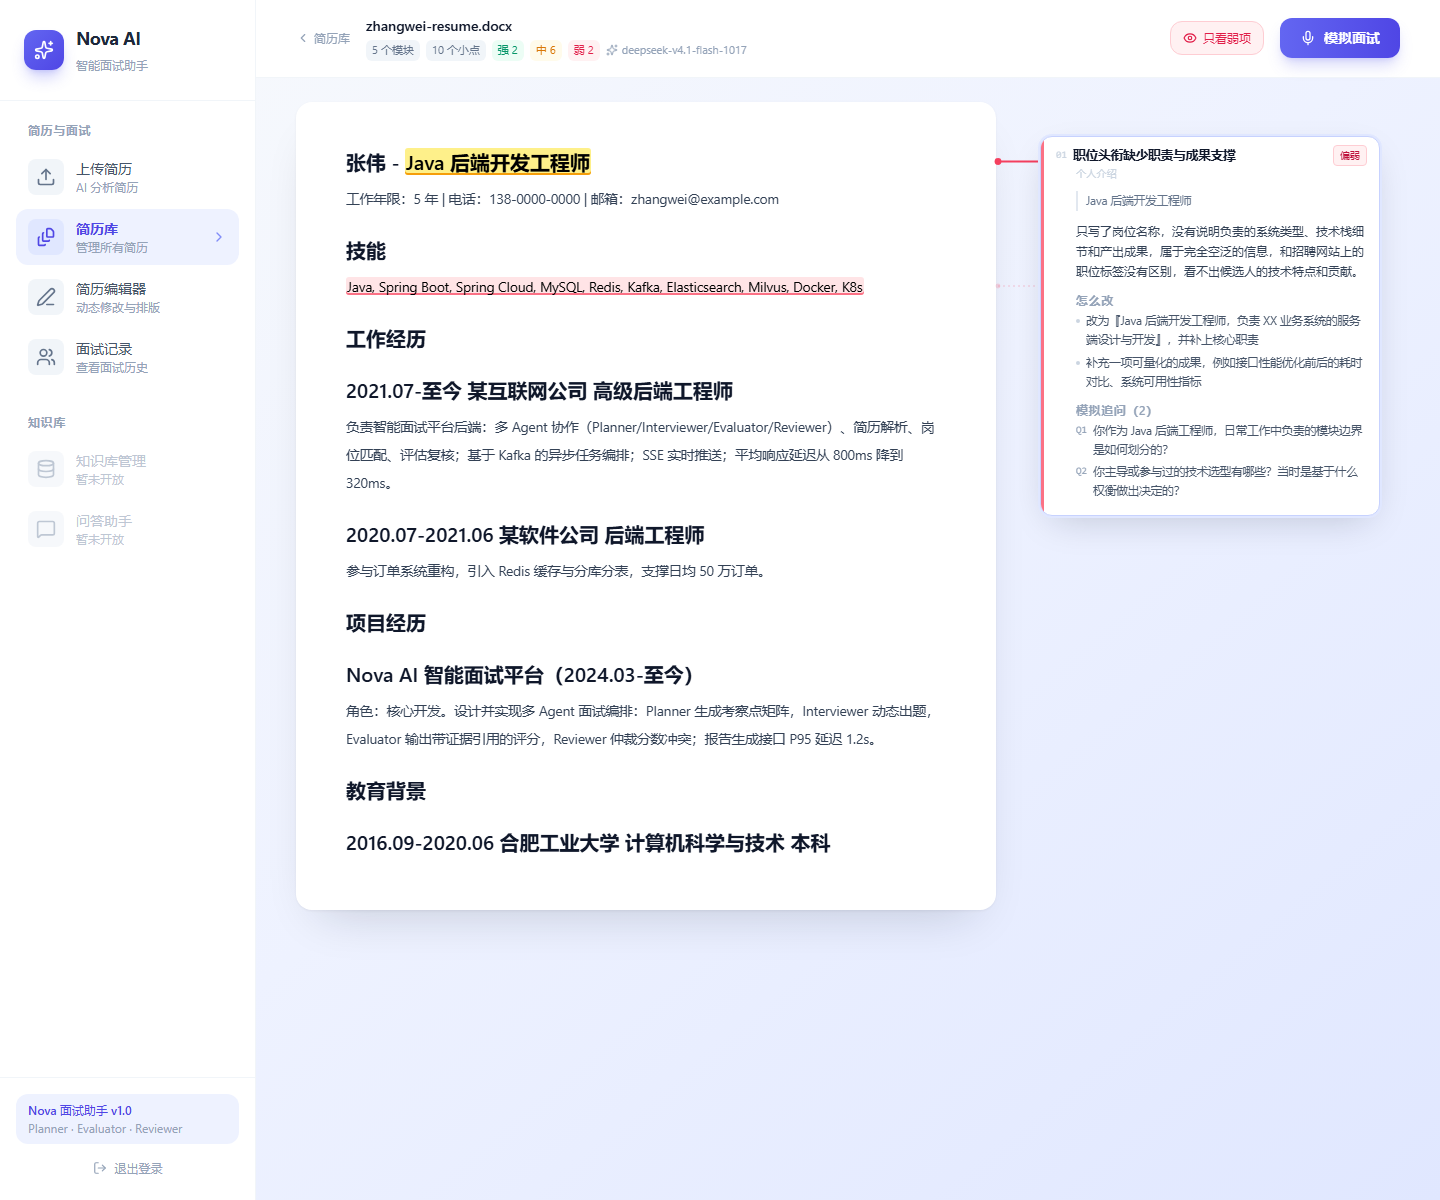 Nova AI
智能面试助手
简历与面试
上传简历
AI 分析简历
简历库
管理所有简历
简历编辑器
动态修改与排版
面试记录
查看面试历史
知识库
知识库管理
暂未开放
问答助手
暂未开放
Nova 面试助手 v1.0
Planner · Evaluator · Reviewer
退出登录
简历库
zhangwei-resume.docx
5 个模块 10 个小点 强 2 中 6 弱 2 deepseek-v4.1-flash-1017
只看弱项
模拟面试
张伟 - Java 后端开发工程师
工作年限：5 年 | 电话：138-0000-0000 | 邮箱：zhangwei@example.com
技能
Java, Spring Boot, Spring Cloud, MySQL, Redis, Kafka, Elasticsearch, Milvus, Docker, K8s
工作经历
2021.07-至今 某互联网公司 高级后端工程师
负责智能面试平台后端：多 Agent 协作（Planner/Interviewer/Evaluator/Reviewer）、简历解析、岗
位匹配、评估复核；基于 Kafka 的异步任务编排；SSE 实时推送；平均响应延迟从 800ms 降到
320ms。
2020.07-2021.06 某软件公司 后端工程师
参与订单系统重构，引入 Redis 缓存与分库分表，支撑日均 50 万订单。
项目经历
Nova AI 智能面试平台（2024.03-至今）
角色：核心开发。设计并实现多 Agent 面试编排：Planner 生成考察点矩阵，Interviewer 动态出题，
Evaluator 输出带证据引用的评分，Reviewer 仲裁分数冲突；报告生成接口 P95 延迟 1.2s。
教育背景
2016.09-2020.06 合肥工业大学 计算机科学与技术 本科
01 职位头衔缺少职责与成果支撑 偏弱
个人介绍
Java 后端开发工程师
只写了岗位名称，没有说明负责的系统类型、技术栈细
节和产出成果，属于完全空泛的信息，和招聘网站上的
职位标签没有区别，看不出候选人的技术特点和贡献。
怎么改
改为『Java 后端开发工程师，负责 XX 业务系统的服务
端设计与开发』，并补上核心职责
补充一项可量化的成果，例如接口性能优化前后的耗时
对比、系统可用性指标
模拟追问（2）
Q1 你作为 Java 后端工程师，日常工作中负责的模块边界
是如何划分的？
Q2 你主导或参与过的技术选型有哪些？当时是基于什么
权衡做出决定的？